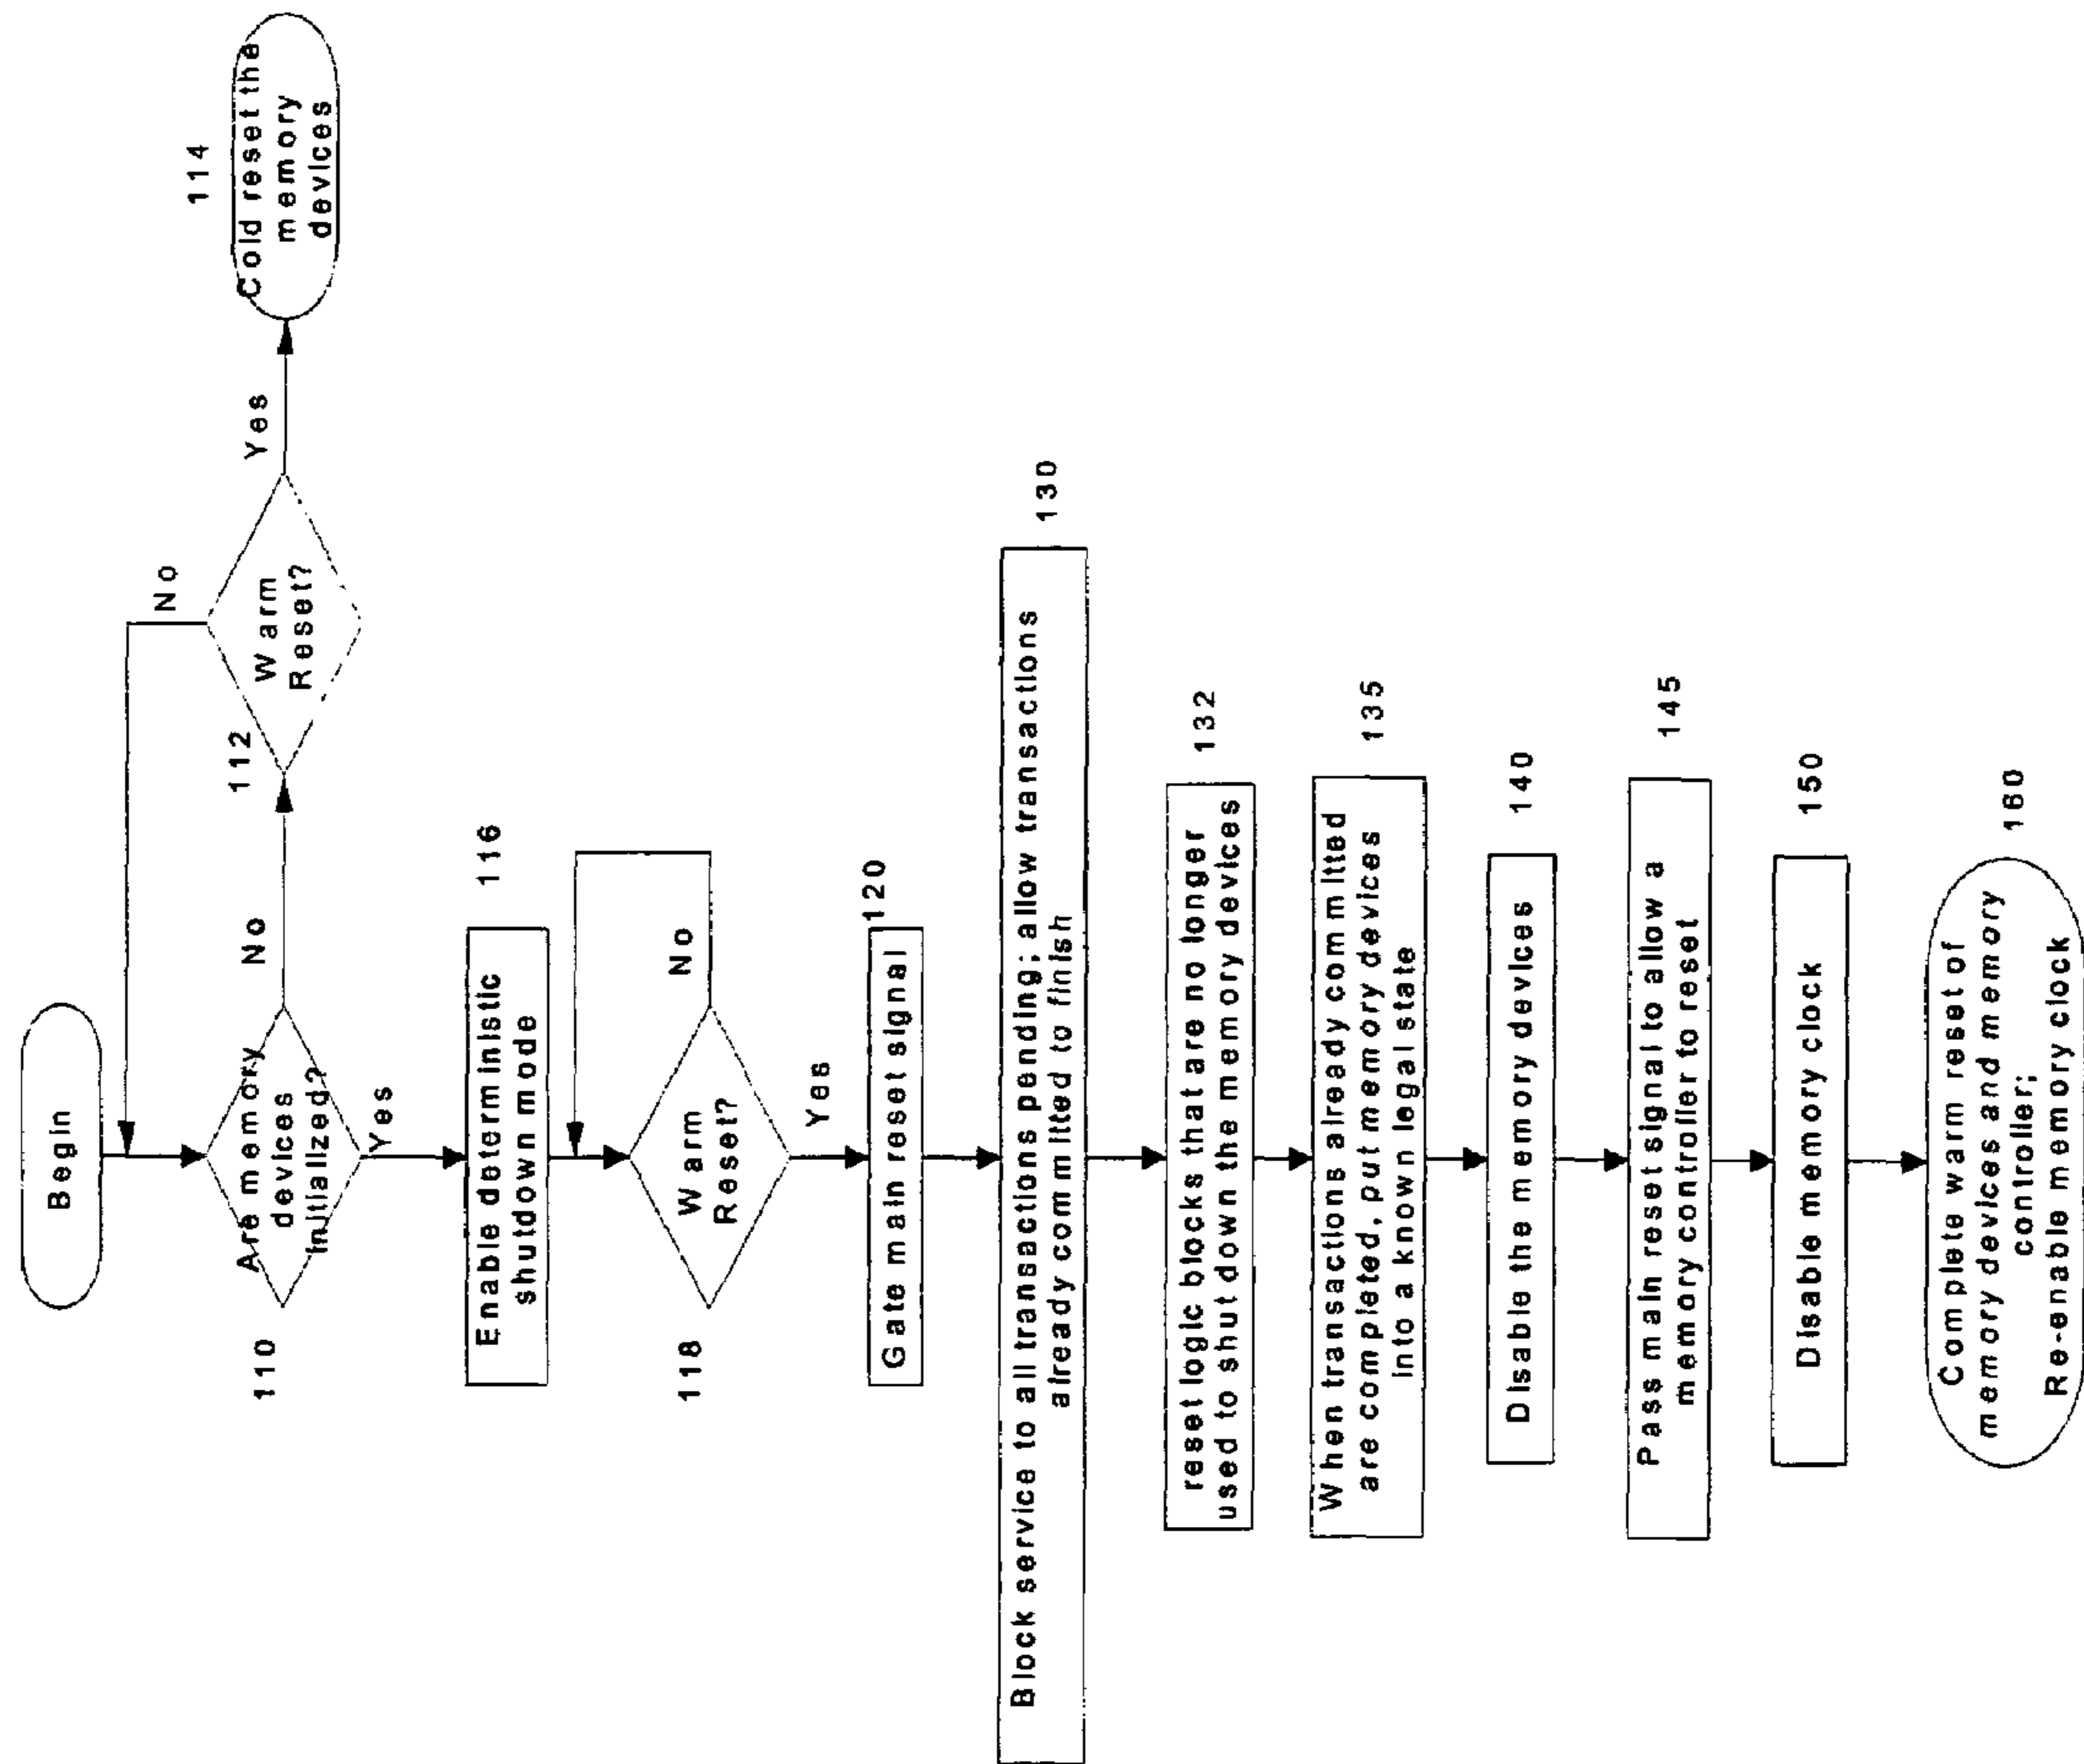 Begin
110
Are memory
devices
initialized?
No
Yes
112
Warm
Reset?
No
Yes
114
Cold reset the
memory
devices
Enable deterministic
shutdown mode
116
118
Warm
Reset?
No
Yes
Gate main reset signal
120
Block service to all transactions pending; allow transactions
already committed to finish
130
reset logic blocks that are no longer
used to shut down the memory devices
132
When transactions already committed
are completed, put memory devices
into a known legal state
135
Disable the memory devices
140
Pass main reset signal to allow a
memory controller to reset
145
Disable memory clock
150
Complete warm reset of
memory devices and memory
controller;
Re-enable memory clock
160